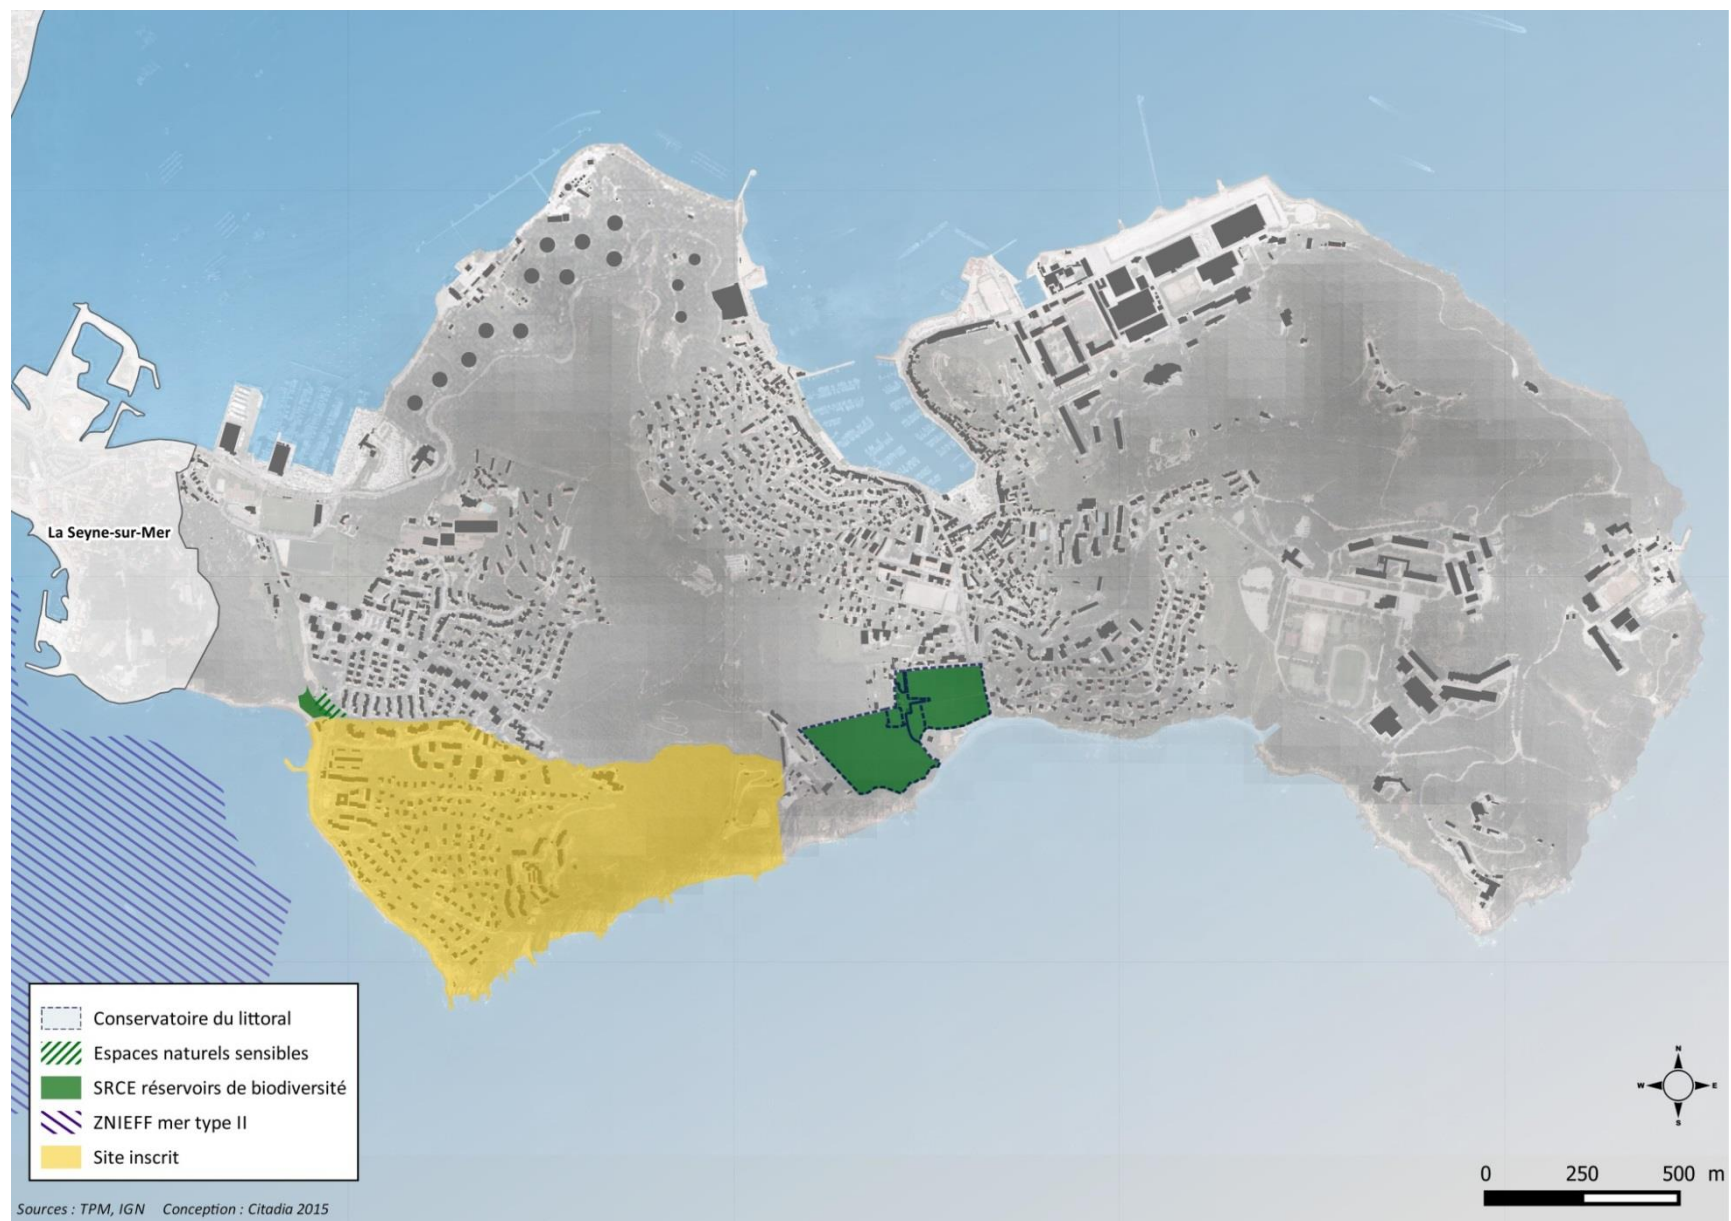 La Seyne-sur-Mer
Conservatoire du littoral
Espaces naturels sensibles
SRCE réservoirs de biodiversité
ZNIEFF mer type II
Site inscrit
N
W E
S
0 250 500 m
Sources : TPM, IGN Conception : Citadia 2015